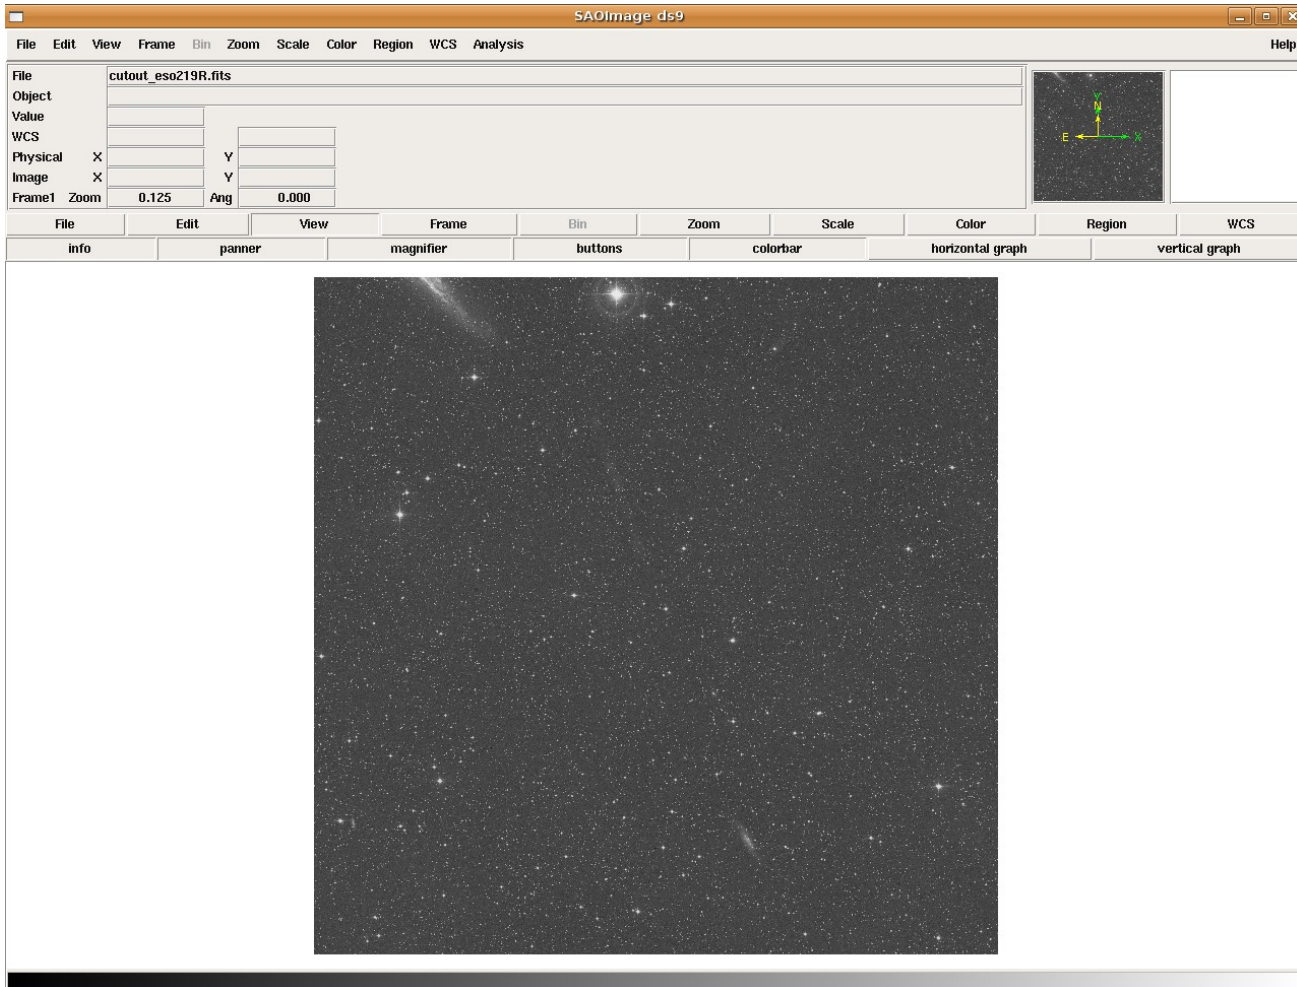 SAOImage ds9
File Edit View Frame Bin Zoom Scale Color Region WCS Analysis Help
File cutout_eso219R.fits
Object
Value
WCS
Physical X Y
Image X Y
Frame1 Zoom 0.125 Ang 0.000
Y
N
E X
File Edit View Frame Bin Zoom Scale Color Region WCS
info panner magnifier buttons colorbar horizontal graph vertical graph